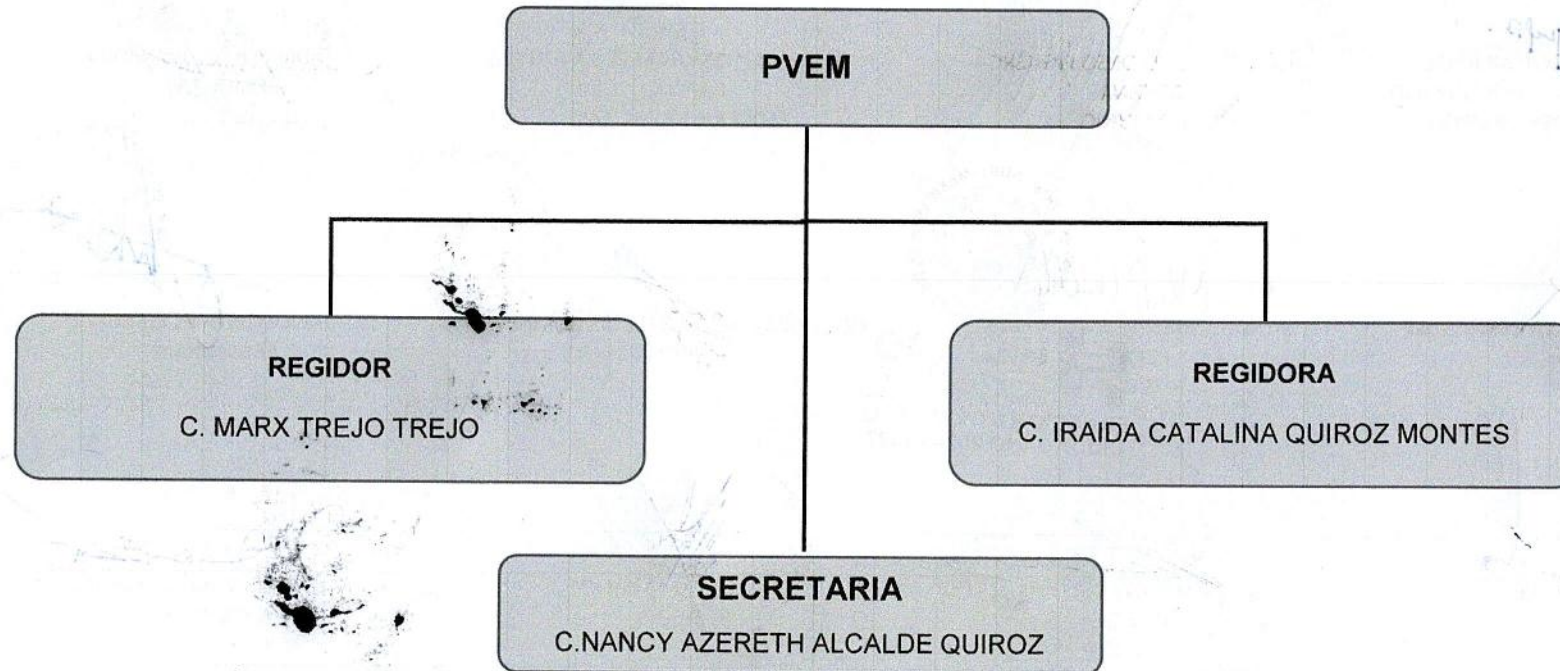 PVEM
REGIDOR
C. MARX TREJO TREJO
REGIDORA
C. IRAIDA CATALINA QUIROZ MONTES
SECRETARIA
C.NANCY AZERETH ALCALDE QUIROZ